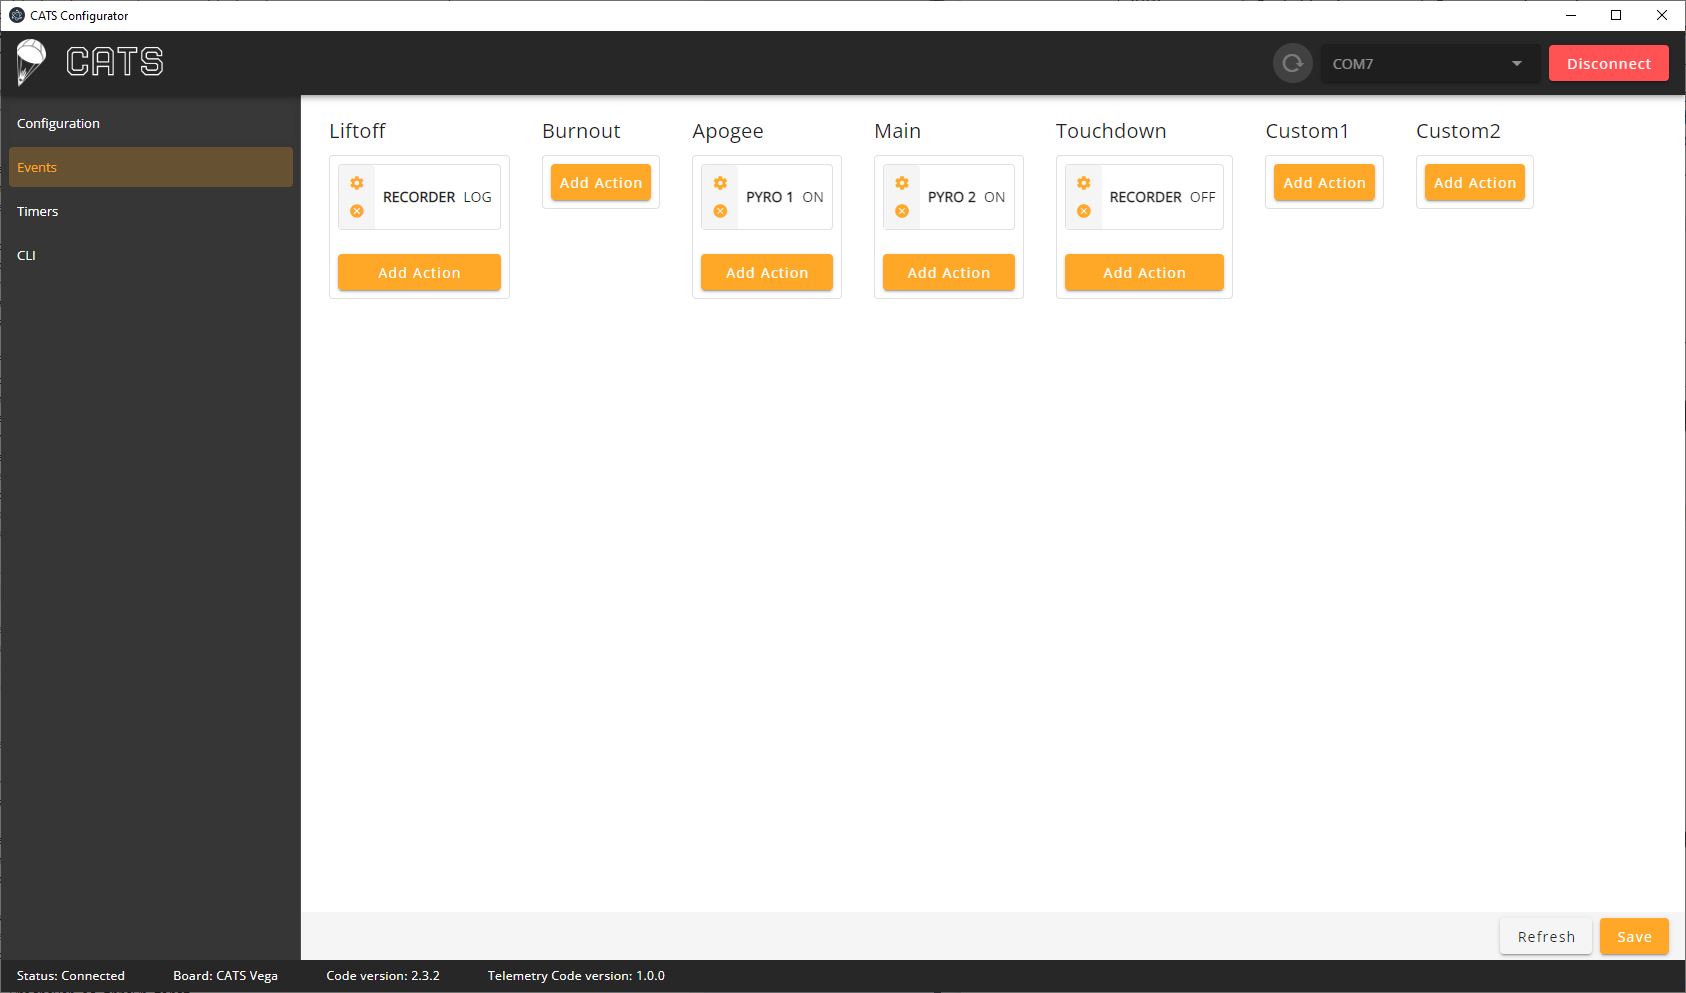 CATS Configurator
CATS
COM7
Disconnect
Configuration
Events
Timers
CLI
Liftoff
RECORDER LOG
Add Action
Burnout
Add Action
Apogee
PYRO 1 ON
Add Action
Main
PYRO 2 ON
Add Action
Touchdown
RECORDER OFF
Add Action
Custom1
Add Action
Custom2
Add Action
Refresh
Save
Status: Connected
Board: CATS Vega
Code version: 2.3.2
Telemetry Code version: 1.0.0